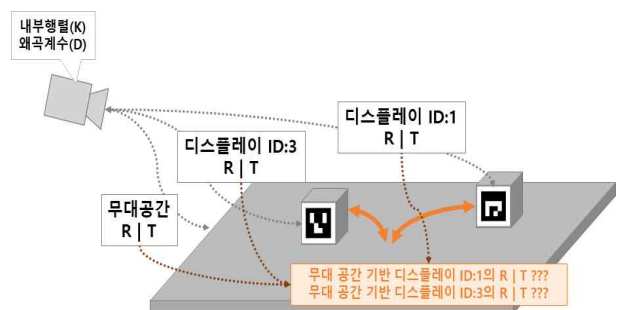 내부행렬(K)
왜곡계수(D)
디스플레이 ID:1
R | T
디스플레이 ID:3
R | T
무대공간
R | T
무대 공간 기반 디스플레이 ID:1의 R | T ???
무대 공간 기반 디스플레이 ID:3의 R | T ???